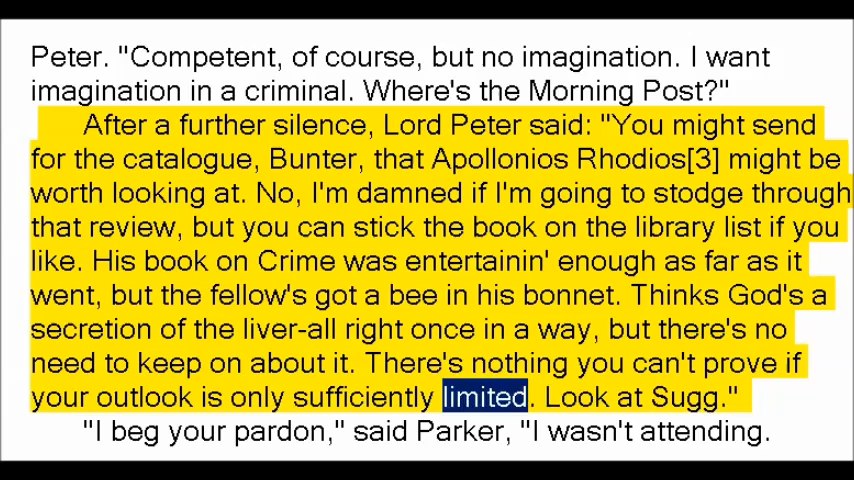 Peter. "Competent, of course, but no imagination. I want
imagination in a criminal. Where's the Morning Post?"
After a further silence, Lord Peter said: "You might send
for the catalogue, Bunter, that Apollonios Rhodios[3] might be
worth looking at. No, I'm damned if I'm going to stodge through
that review, but you can stick the book on the library list if you
like. His book on Crime was entertainin' enough as far as it
went, but the fellow's got a bee in his bonnet. Thinks God's a
secretion of the liver-all right once in a way, but there's no
need to keep on about it. There's nothing you can't prove if
your outlook is only sufficiently limited. Look at Sugg."
"I beg your pardon," said Parker, "I wasn't attending.